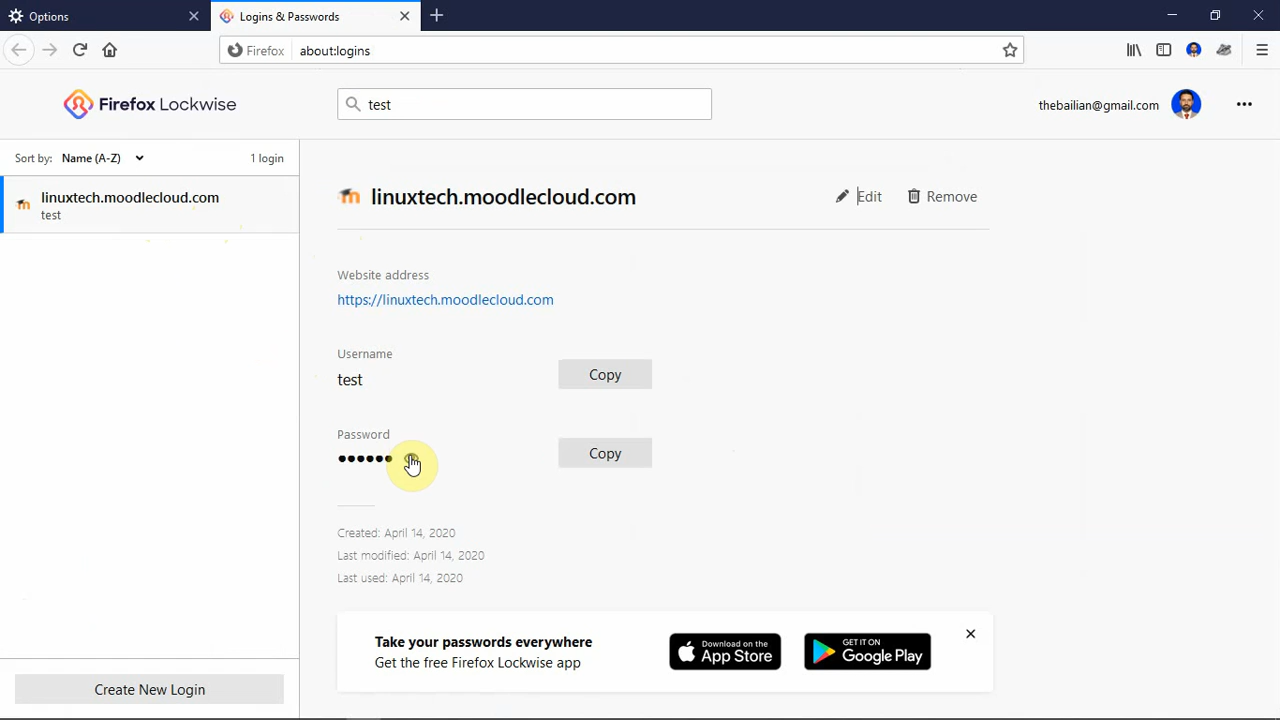 Options
Logins & Passwords
Firefox
about:logins
Firefox Lockwise
test
thebailian@gmail.com
Sort by: Name (A-Z)
1 login
linuxtech.moodlecloud.com
test
linuxtech.moodlecloud.com
Edit
Remove
Website address
https://linuxtech.moodlecloud.com
Username
test
Copy
Password
Copy
Created: April 14, 2020
Last modified: April 14, 2020
Last used: April 14, 2020
Take your passwords everywhere
Get the free Firefox Lockwise app
Download on the
App Store
GET IT ON
Google Play
Create New Login